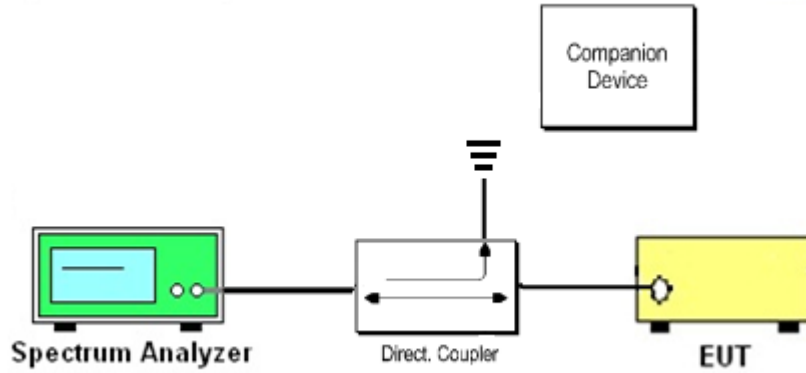 Companion
Device
Spectrum Analyzer
Direct. Coupler
EUT